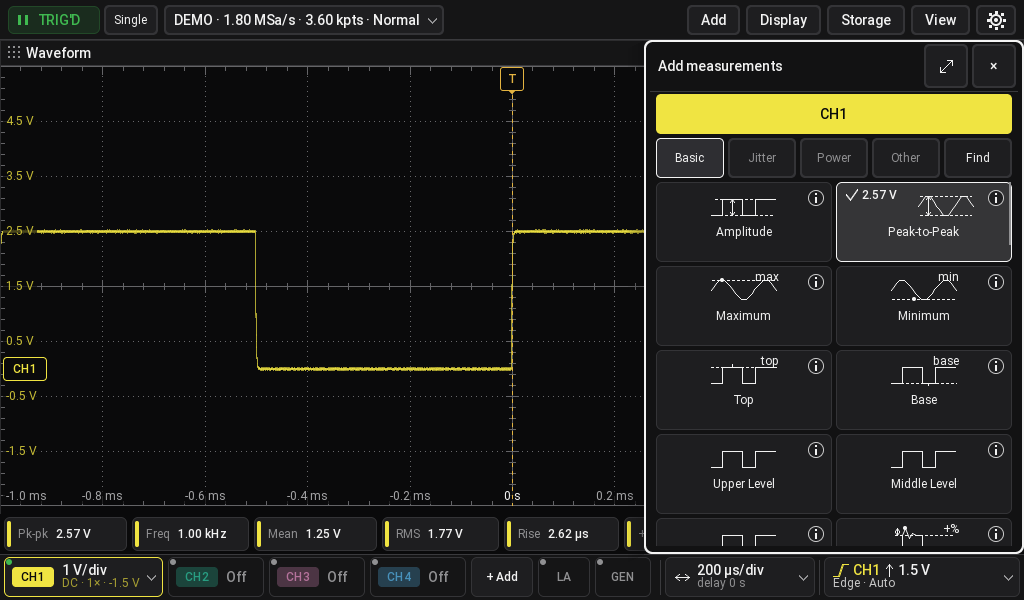 TRIG'D Single DEMO · 1.80 MSa/s · 3.60 kpts · Normal Add Display Storage View
Waveform
T
4.5 V
3.5 V
2.5 V
1.5 V
0.5 V
CH1
-0.5 V
-1.5 V
-1.0 ms -0.8 ms -0.6 ms -0.4 ms -0.2 ms 0 s 0.2 ms
Add measurements ×
CH1
Basic Jitter Power Other Find
Amplitude
2.57 V
Peak-to-Peak
max
Maximum
min
Minimum
top
Top
base
Base
Upper Level
Middle Level
+%
Pk-pk 2.57 V Freq 1.00 kHz Mean 1.25 V RMS 1.77 V Rise 2.62 µs
CH1 1 V/div
DC · 1× · -1.5 V
CH2 Off CH3 Off CH4 Off + Add LA GEN
200 µs/div
delay 0 s
CH1 ↑ 1.5 V
Edge · Auto